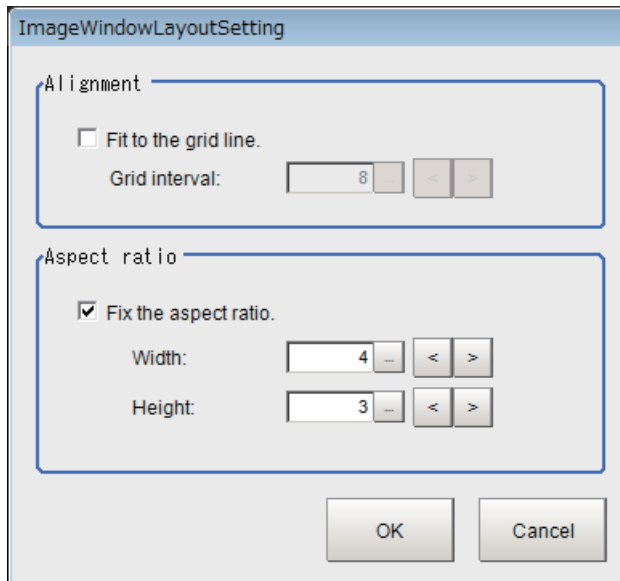 ImageWindowLayoutSetting
Alignment
Fit to the grid line.
Grid interval: 8 ... < >
Aspect ratio
Fix the aspect ratio.
Width: 4 ... < >
Height: 3 ... < >
OK Cancel